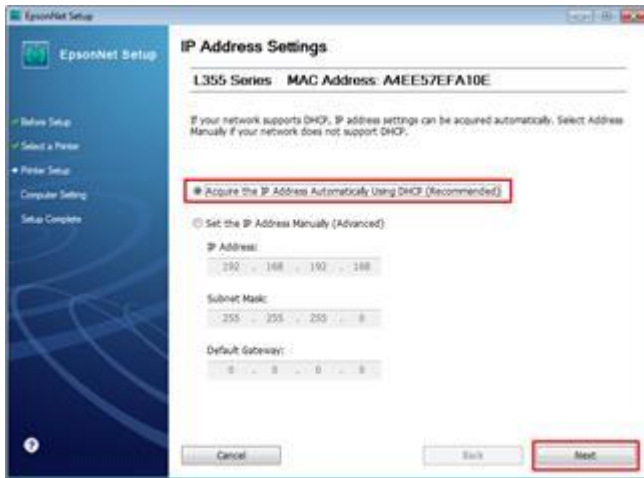 EpsonNet Setup
EpsonNet Setup
IP Address Settings
L355 Series MAC Address: A4EE57EFA10E
If your network supports DHCP, IP address settings can be acquired automatically. Select Address
Manually if your network does not support DHCP.
Before Setup
Select a Printer
Printer Setup
Computer Setting
Setup Complete
Acquire the IP Address Automatically Using DHCP (Recommended)
Set the IP Address Manually (Advanced)
IP Address:
192 . 168 . 192 . 168
Subnet Mask:
255 . 255 . 255 . 0
Default Gateway:
0 . 0 . 0 . 0
?
Cancel
Back
Next